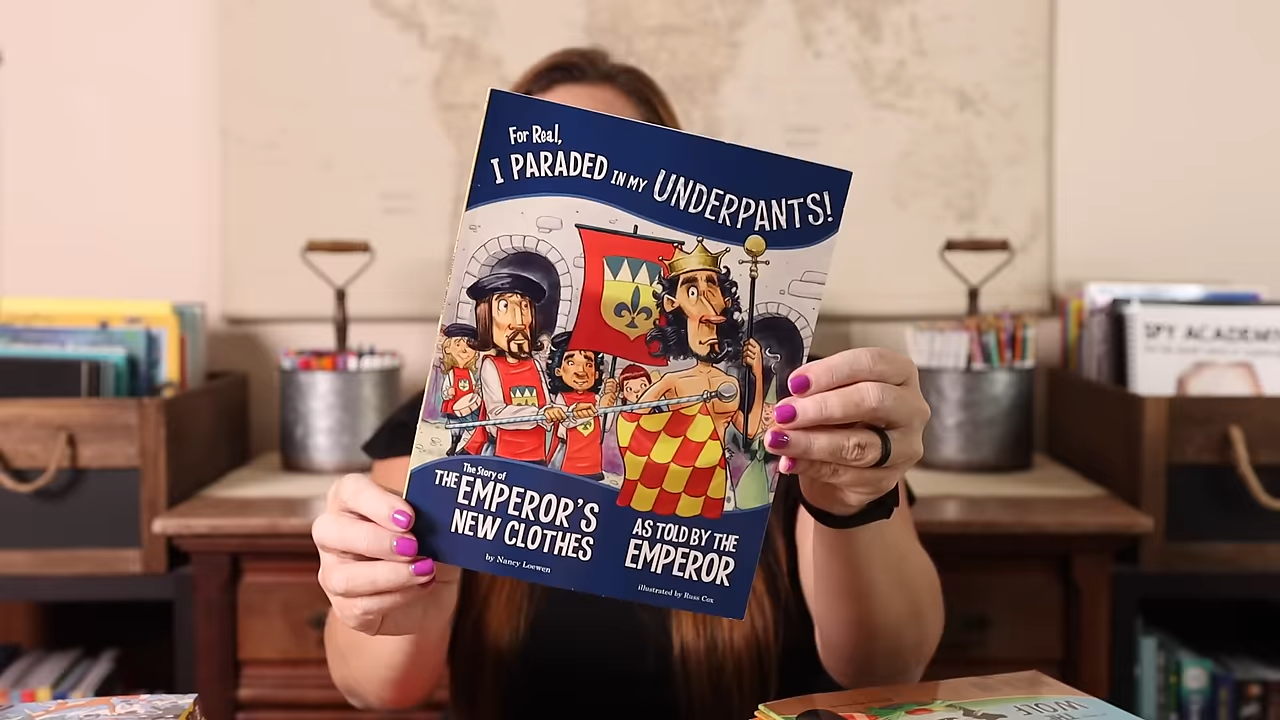 For Real,
I PARADED IN MY UNDERPANTS!
The Story of
THE EMPEROR'S
NEW CLOTHES
by Nancy Loewen
AS TOLD BY THE
EMPEROR
illustrated by Russ Cox
SPY ACADEMY
WOLF